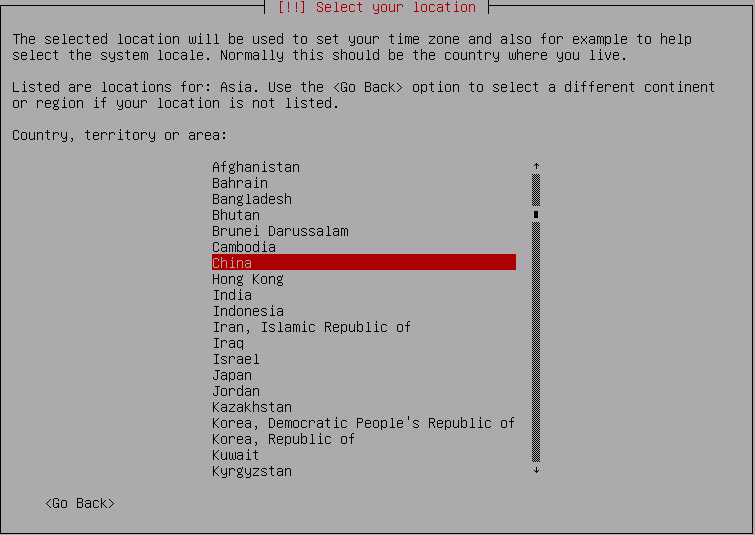 [!!] Select your location
The selected location will be used to set your time zone and also for example to help
select the system locale. Normally this should be the country where you live.
Listed are locations for: Asia. Use the <Go Back> option to select a different continent
or region if your location is not listed.
Country, territory or area:
Afghanistan
Bahrain
Bangladesh
Bhutan
Brunei Darussalam
Cambodia
China
Hong Kong
India
Indonesia
Iran, Islamic Republic of
Iraq
Israel
Japan
Jordan
Kazakhstan
Korea, Democratic People's Republic of
Korea, Republic of
Kuwait
Kyrgyzstan
<Go Back>